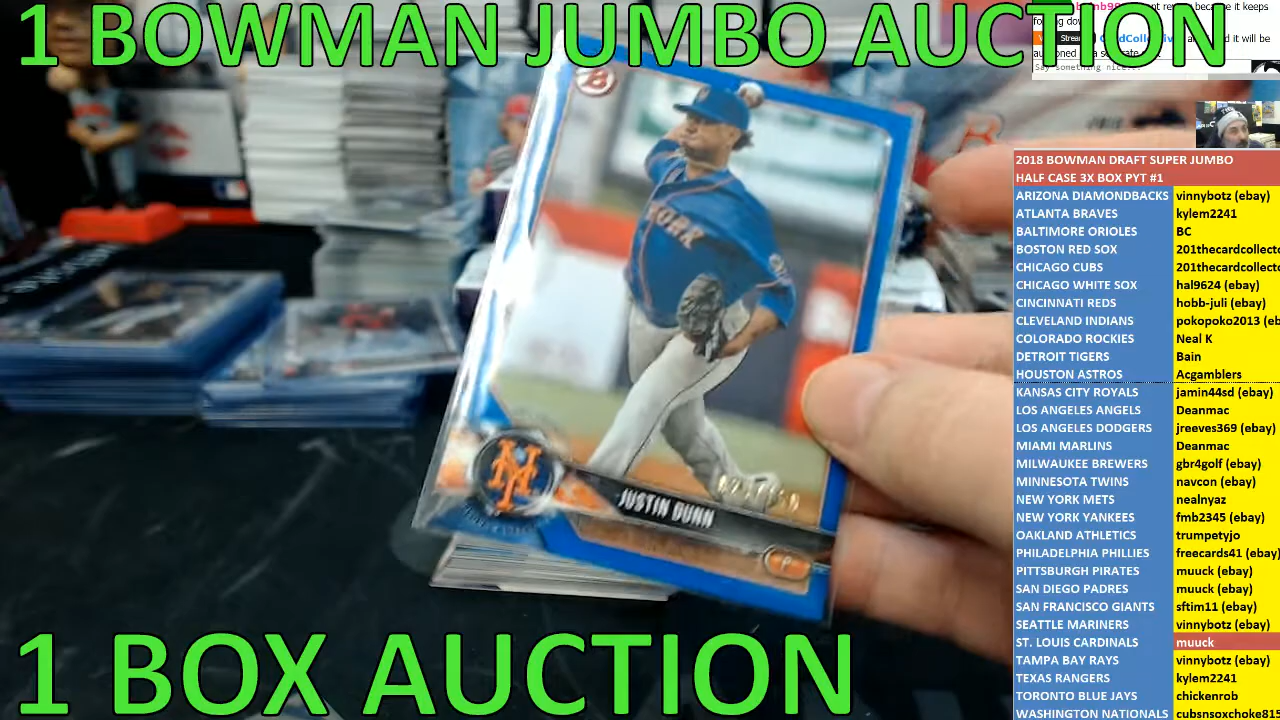 1 BOWMAN JUMBO AUCTION
2018 BOWMAN DRAFT SUPER JUMBO
HALF CASE 3X BOX PYT #1
ARIZONA DIAMONDBACKS vinnybotz (ebay)
ATLANTA BRAVES kylem2241
BALTIMORE ORIOLES BC
BOSTON RED SOX 201thecardcollecto
CHICAGO CUBS 201thecardcollecto
CHICAGO WHITE SOX hal9624 (ebay)
CINCINNATI REDS hobb-juli (ebay)
CLEVELAND INDIANS pokopoko2013 (eb
COLORADO ROCKIES Neal K
DETROIT TIGERS Bain
HOUSTON ASTROS Acgamblers
KANSAS CITY ROYALS jamin44sd (ebay)
LOS ANGELES ANGELS Deanmac
LOS ANGELES DODGERS jreeves369 (ebay)
MIAMI MARLINS Deanmac
MILWAUKEE BREWERS gbr4golf (ebay)
MINNESOTA TWINS navcon (ebay)
NEW YORK METS nealnyaz
NEW YORK YANKEES fmb2345 (ebay)
OAKLAND ATHLETICS trumpetyjo
PHILADELPHIA PHILLIES freecards41 (ebay)
PITTSBURGH PIRATES muuck (ebay)
SAN DIEGO PADRES muuck (ebay)
SAN FRANCISCO GIANTS sftim11 (ebay)
SEATTLE MARINERS vinnybotz (ebay)
ST. LOUIS CARDINALS muuck
TAMPA BAY RAYS vinnybotz (ebay)
TEXAS RANGERS kylem2241
TORONTO BLUE JAYS chickenrob
WASHINGTON NATIONALS cubsnsoxchoke815
B
YORK
JUSTIN DUNN
P
1 BOX AUCTION